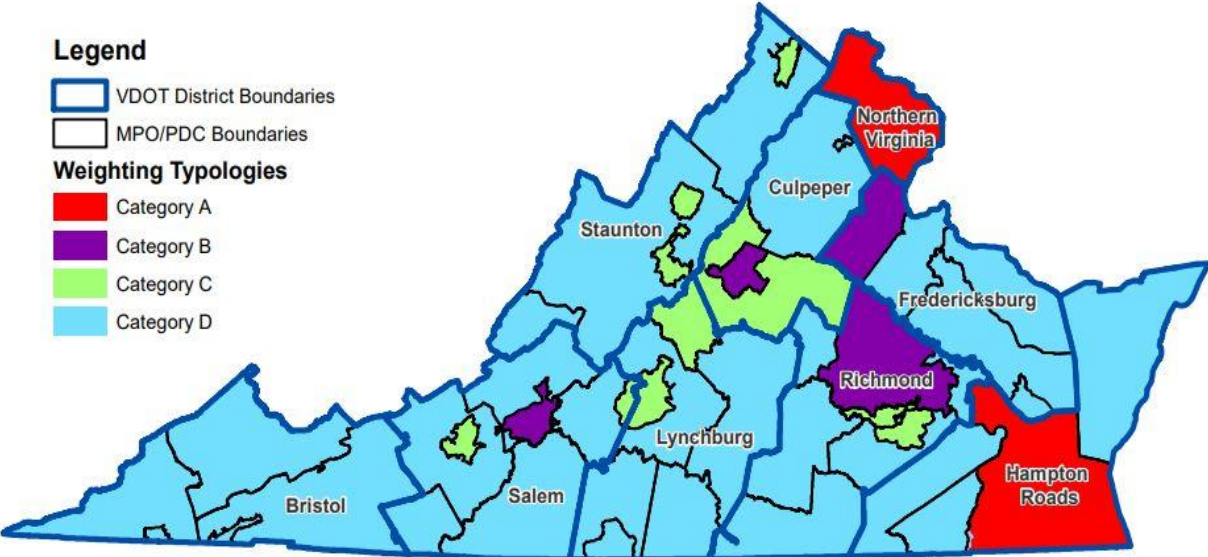 Legend
VDOT District Boundaries
MPO/PDC Boundaries
Weighting Typologies
Category A
Category B
Category C
Category D
Northern
Virginia
Culpeper
Staunton
Fredericksburg
Richmond
Lynchburg
Hampton
Roads
Salem
Bristol